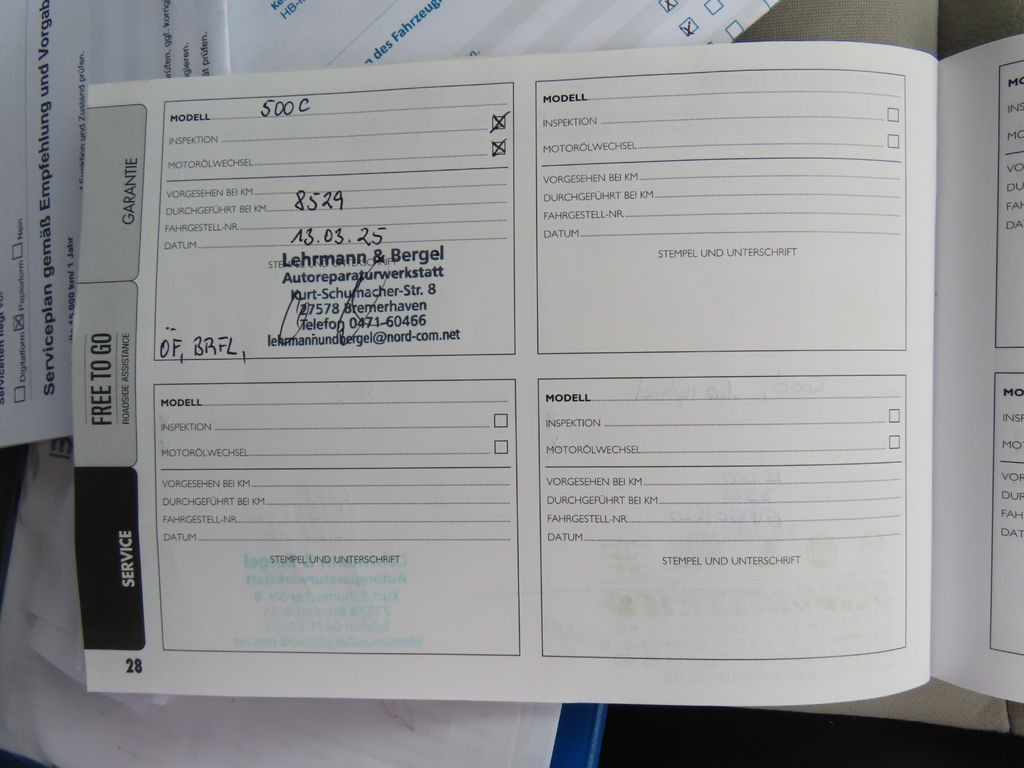 Serviceplan gemäß Empfehlung und Vorgab
Digitalform Papierform Nein
n des Fahrzeug
GARANTIE
FREE TO GO
ROADSIDE ASSISTANCE
SERVICE
28
MODELL 500 C
INSPEKTION
MOTORÖLWECHSEL
VORGESEHEN BEI KM
DURCHGEFÜHRT BEI KM 8529
FAHRGESTELL-NR.
DATUM 13.03.25
STEMPEL UND UNTERSCHRIFT
Lehrmann & Bergel
Autoreparaturwerkstatt
Kurt-Schumacher-Str. 8
27578 Bremerhaven
Telefon 0471-60466
lehrmannundbergel@nord-com.net
ÖF, BRFL,
MODELL
INSPEKTION
MOTORÖLWECHSEL
VORGESEHEN BEI KM
DURCHGEFÜHRT BEI KM
FAHRGESTELL-NR.
DATUM
STEMPEL UND UNTERSCHRIFT
MODELL
INSPEKTION
MOTORÖLWECHSEL
VORGESEHEN BEI KM
DURCHGEFÜHRT BEI KM
FAHRGESTELL-NR.
DATUM
STEMPEL UND UNTERSCHRIFT
MODELL
INSPEKTION
MOTORÖLWECHSEL
VORGESEHEN BEI KM
DURCHGEFÜHRT BEI KM
FAHRGESTELL-NR.
DATUM
STEMPEL UND UNTERSCHRIFT